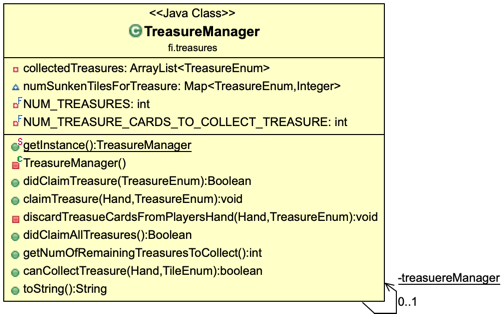 <<Java Class>>
TreasureManager
fi.treasures
collectedTreasures: ArrayList<TreasureEnum>
numSunkenTilesForTreasure: Map<TreasureEnum,Integer>
NUM_TREASURES: int
NUM_TREASURE_CARDS_TO_COLLECT_TREASURE: int
getInstance():TreasureManager
TreasureManager()
didClaimTreasure(TreasureEnum):Boolean
claimTreasure(Hand,TreasureEnum):void
discardTreasueCardsFromPlayersHand(Hand,TreasureEnum):void
didClaimAllTreasures():Boolean
getNumOfRemainingTreasuresToCollect():int
canCollectTreasure(Hand,TileEnum):boolean
toString():String
-treasuereManager
0..1